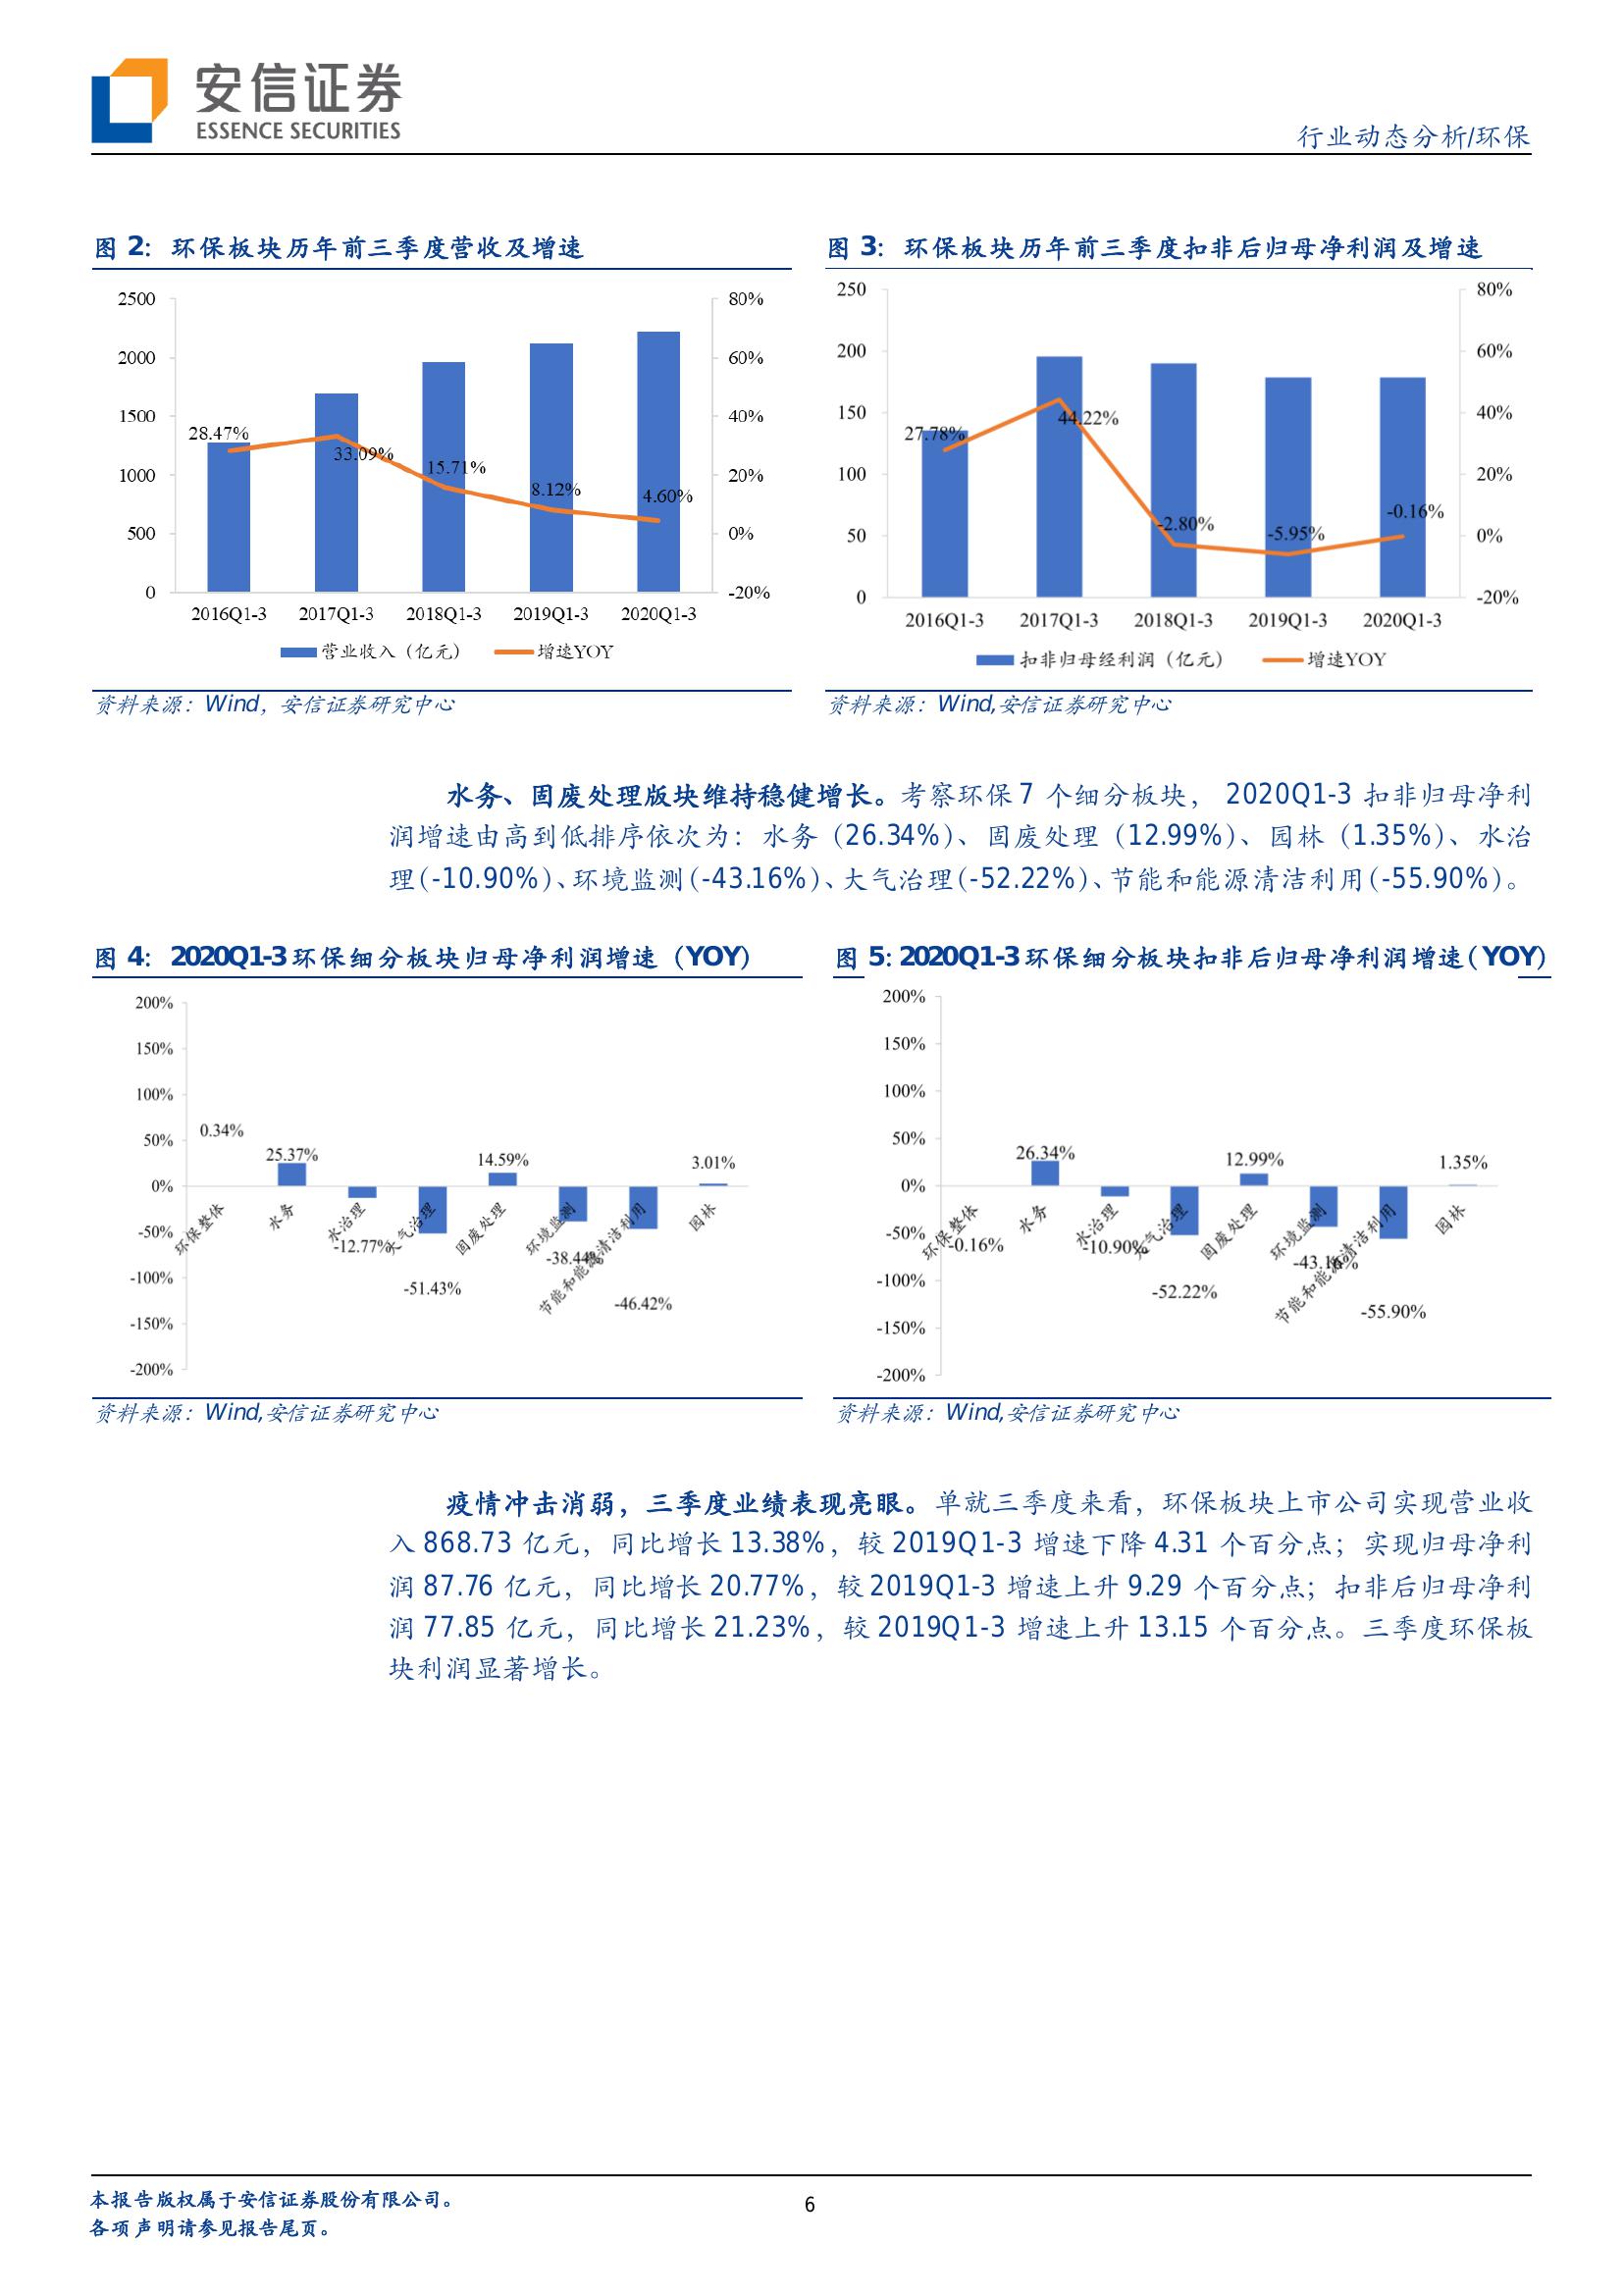 安信证券
ESSENCE SECURITIES
行业动态分析/环保
图 2：环保板块历年前三季度营收及增速
2500
2000
1500
1000
500
0
80%
60%
40%
20%
0%
-20%
28.47%
33.09%
15.71%
8.12%
4.60%
2016Q1-3 2017Q1-3 2018Q1-3 2019Q1-3 2020Q1-3
营业收入（亿元） 增速YOY
资料来源：Wind，安信证券研究中心
图 3：环保板块历年前三季度扣非后归母净利润及增速
250
200
150
100
50
0
80%
60%
40%
20%
0%
-20%
27.78%
44.22%
-2.80%
-5.95%
-0.16%
2016Q1-3 2017Q1-3 2018Q1-3 2019Q1-3 2020Q1-3
扣非归母经利润（亿元） 增速YOY
资料来源：Wind,安信证券研究中心
水务、固废处理版块维持稳健增长。考察环保 7 个细分板块， 2020Q1-3 扣非归母净利
润增速由高到低排序依次为：水务（26.34%）、固废处理（12.99%）、园林（1.35%）、水治
理（-10.90%）、环境监测（-43.16%）、大气治理（-52.22%）、节能和能源清洁利用（-55.90%）。
图 4：2020Q1-3 环保细分板块归母净利润增速（YOY）
200%
150%
100%
50%
0%
-50%
-100%
-150%
-200%
0.34%
25.37%
-12.77%
-51.43%
14.59%
-38.44%
-46.42%
3.01%
环保整体
水务
水治理
大气治理
固废处理
环境监测
节能和能源清洁利用
园林
资料来源：Wind,安信证券研究中心
图 5：2020Q1-3 环保细分板块扣非后归母净利润增速（YOY）
200%
150%
100%
50%
0%
-50%
-100%
-150%
-200%
-0.16%
26.34%
-10.90%
-52.22%
12.99%
-43.16%
-55.90%
1.35%
环保整体
水务
水治理
大气治理
固废处理
环境监测
节能和能源清洁利用
园林
资料来源：Wind,安信证券研究中心
疫情冲击消弱，三季度业绩表现亮眼。单就三季度来看，环保板块上市公司实现营业收
入 868.73 亿元，同比增长 13.38%，较 2019Q1-3 增速下降 4.31 个百分点；实现归母净利
润 87.76 亿元，同比增长 20.77%，较 2019Q1-3 增速上升 9.29 个百分点；扣非后归母净利
润 77.85 亿元，同比增长 21.23%，较 2019Q1-3 增速上升 13.15 个百分点。三季度环保板
块利润显著增长。
本报告版权属于安信证券股份有限公司。
各项声明请参见报告尾页。
6